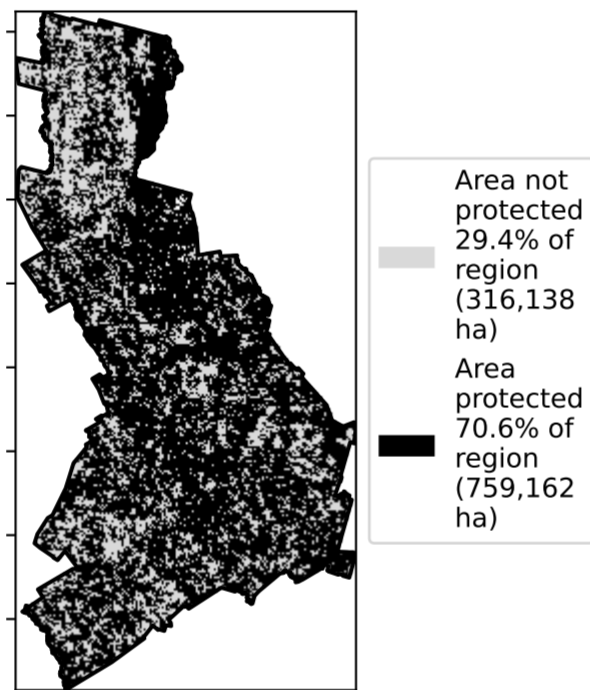 Area not
protected
29.4% of
region
(316,138
ha)
Area
protected
70.6% of
region
(759,162
ha)